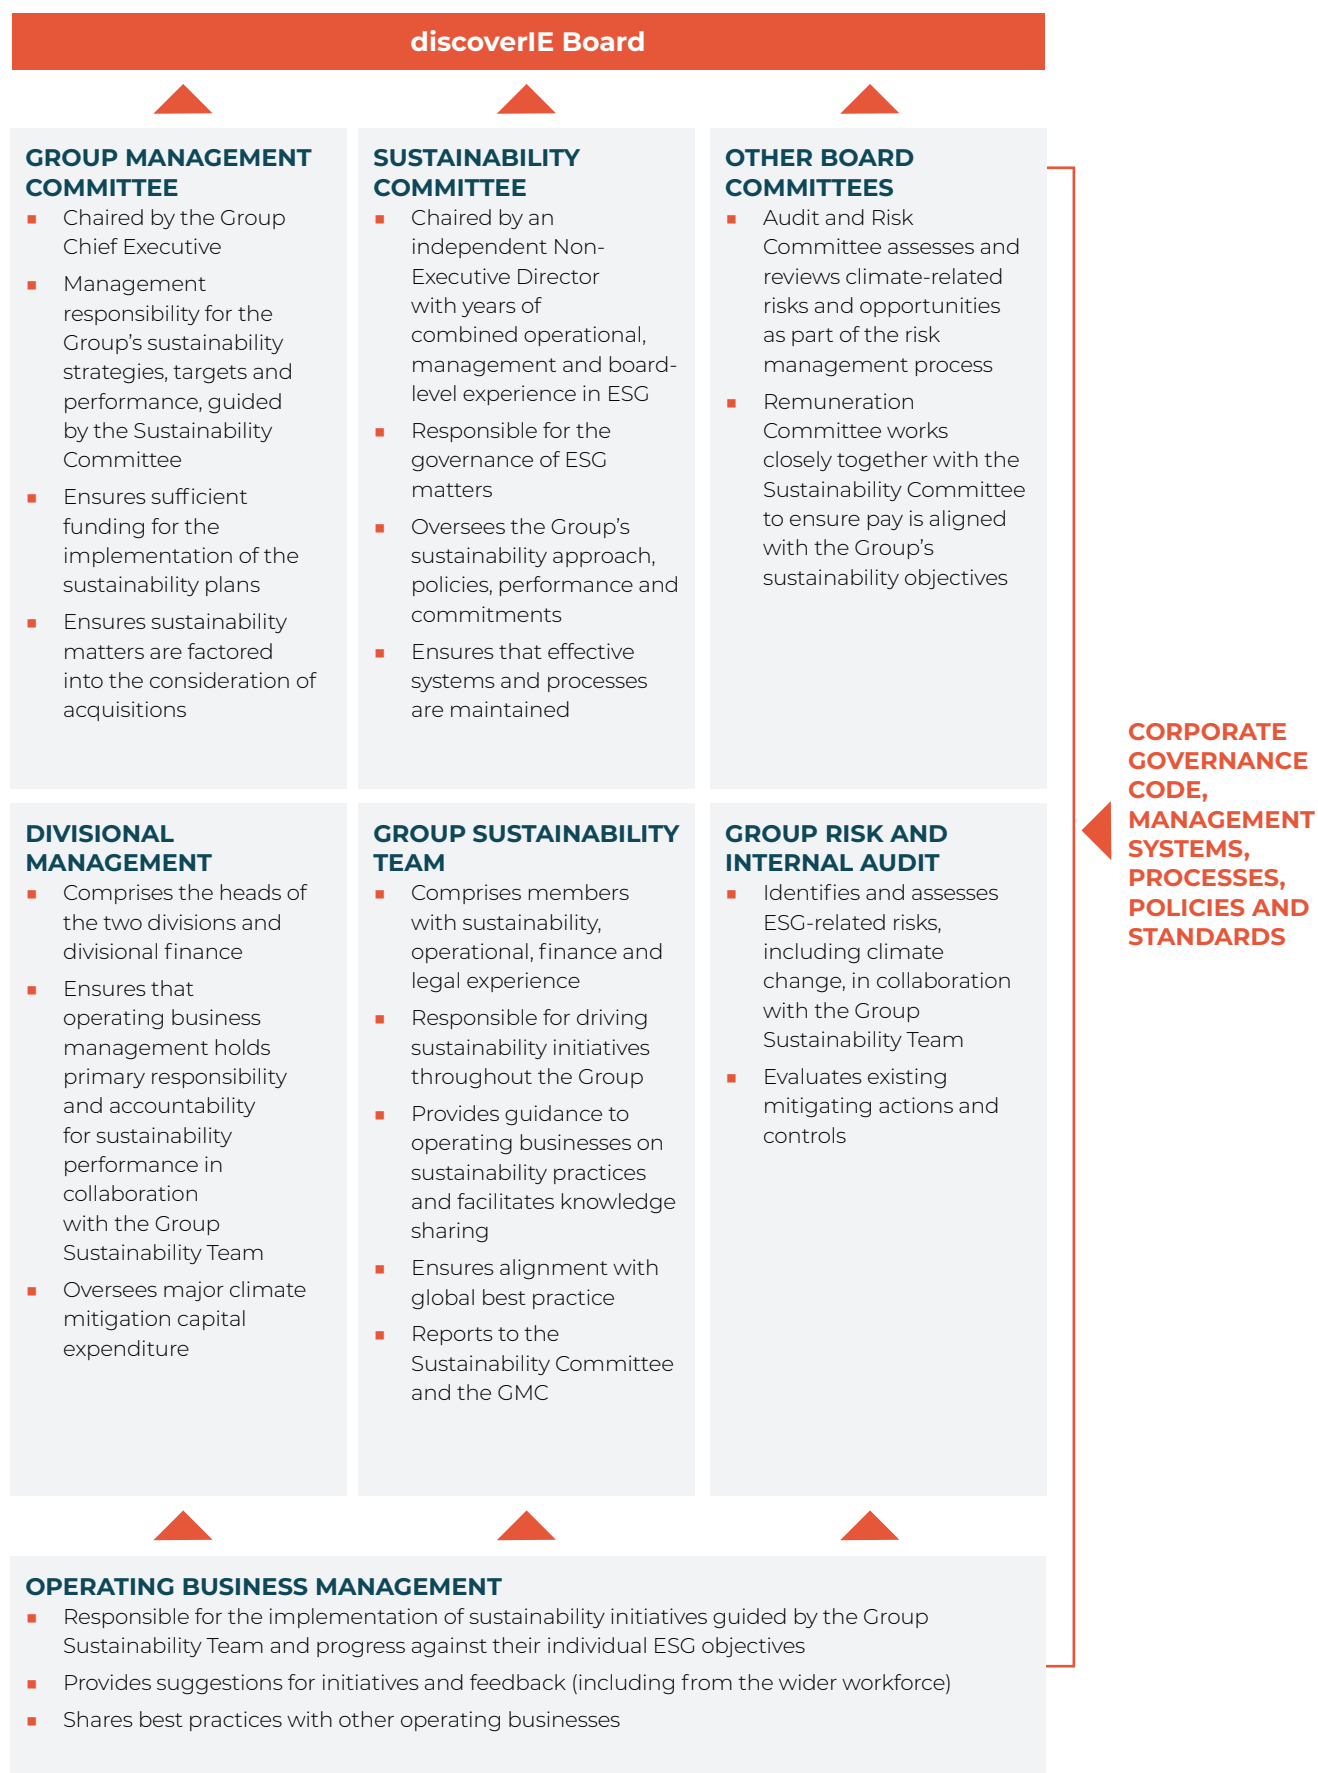 discoverIE Board
GROUP MANAGEMENT
COMMITTEE
Chaired by the Group
Chief Executive
Management
responsibility for the
Group’s sustainability
strategies, targets and
performance, guided
by the Sustainability
Committee
Ensures sufficient
funding for the
implementation of the
sustainability plans
Ensures sustainability
matters are factored
into the consideration of
acquisitions
SUSTAINABILITY
COMMITTEE
Chaired by an
independent Non-
Executive Director
with years of
combined operational,
management and board-
level experience in ESG
Responsible for the
governance of ESG
matters
Oversees the Group’s
sustainability approach,
policies, performance and
commitments
Ensures that effective
systems and processes
are maintained
OTHER BOARD
COMMITTEES
Audit and Risk
Committee assesses and
reviews climate-related
risks and opportunities
as part of the risk
management process
Remuneration
Committee works
closely together with the
Sustainability Committee
to ensure pay is aligned
with the Group’s
sustainability objectives
DIVISIONAL
MANAGEMENT
Comprises the heads of
the two divisions and
divisional finance
Ensures that
operating business
management holds
primary responsibility
and accountability
for sustainability
performance in
collaboration
with the Group
Sustainability Team
Oversees major climate
mitigation capital
expenditure
GROUP SUSTAINABILITY
TEAM
Comprises members
with sustainability,
operational, finance and
legal experience
Responsible for driving
sustainability initiatives
throughout the Group
Provides guidance to
operating businesses on
sustainability practices
and facilitates knowledge
sharing
Ensures alignment with
global best practice
Reports to the
Sustainability Committee
and the GMC
GROUP RISK AND
INTERNAL AUDIT
Identifies and assesses
ESG-related risks,
including climate
change, in collaboration
with the Group
Sustainability Team
Evaluates existing
mitigating actions and
controls
CORPORATE
GOVERNANCE
CODE,
MANAGEMENT
SYSTEMS,
PROCESSES,
POLICIES AND
STANDARDS
OPERATING BUSINESS MANAGEMENT
Responsible for the implementation of sustainability initiatives guided by the Group
Sustainability Team and progress against their individual ESG objectives
Provides suggestions for initiatives and feedback (including from the wider workforce)
Shares best practices with other operating businesses